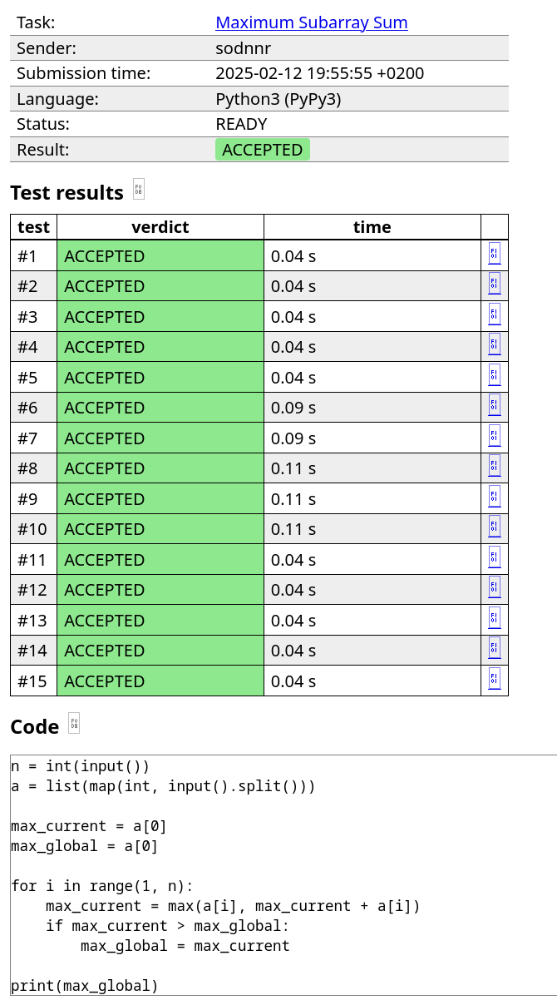 Task: Maximum Subarray Sum
Sender: sodnnr
Submission time: 2025-02-12 19:55:55 +0200
Language: Python3 (PyPy3)
Status: READY
Result: ACCEPTED
Test results
test verdict time
#1 ACCEPTED 0.04 s
#2 ACCEPTED 0.04 s
#3 ACCEPTED 0.04 s
#4 ACCEPTED 0.04 s
#5 ACCEPTED 0.04 s
#6 ACCEPTED 0.09 s
#7 ACCEPTED 0.09 s
#8 ACCEPTED 0.11 s
#9 ACCEPTED 0.11 s
#10 ACCEPTED 0.11 s
#11 ACCEPTED 0.04 s
#12 ACCEPTED 0.04 s
#13 ACCEPTED 0.04 s
#14 ACCEPTED 0.04 s
#15 ACCEPTED 0.04 s
Code
n = int(input())
a = list(map(int, input().split()))
max_current = a[0]
max_global = a[0]
for i in range(1, n):
    max_current = max(a[i], max_current + a[i])
    if max_current > max_global:
        max_global = max_current
print(max_global)